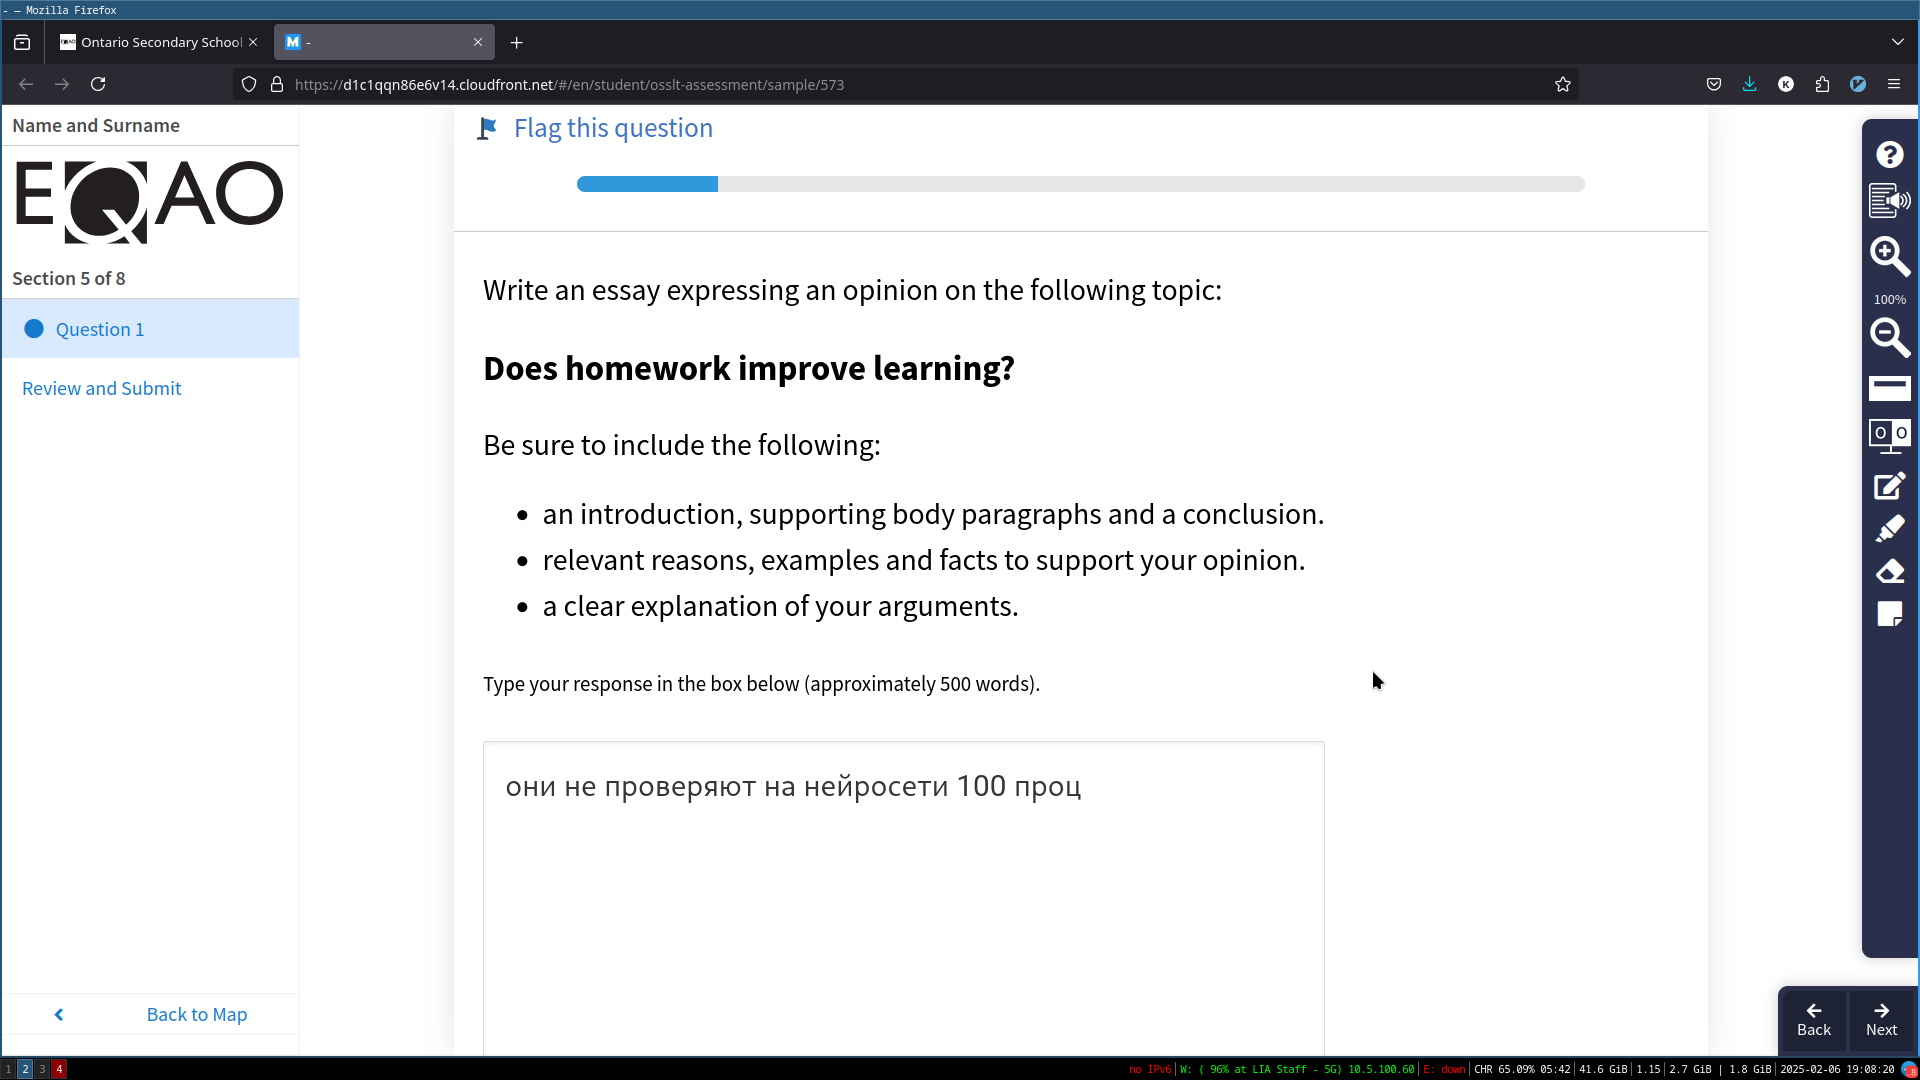 - — Mozilla Firefox
EQAO Ontario Secondary School
M -
https://d1c1qqn86e6v14.cloudfront.net/#/en/student/osslt-assessment/sample/573
K
Name and Surname
EQAO
Section 5 of 8
Question 1
Review and Submit
Back to Map
Flag this question
Write an essay expressing an opinion on the following topic:
Does homework improve learning?
Be sure to include the following:
• an introduction, supporting body paragraphs and a conclusion.
• relevant reasons, examples and facts to support your opinion.
• a clear explanation of your arguments.
Type your response in the box below (approximately 500 words).
они не проверяют на нейросети 100 проц
?
100%
O O
Back
Next
1 2 3 4
no IPv6 | W: ( 96% at LIA Staff - 5G) 10.5.100.60 | E: down | CHR 65.09% 05:42 | 41.6 GiB | 1.15 | 2.7 GiB | 1.8 GiB | 2025-02-06 19:08:20